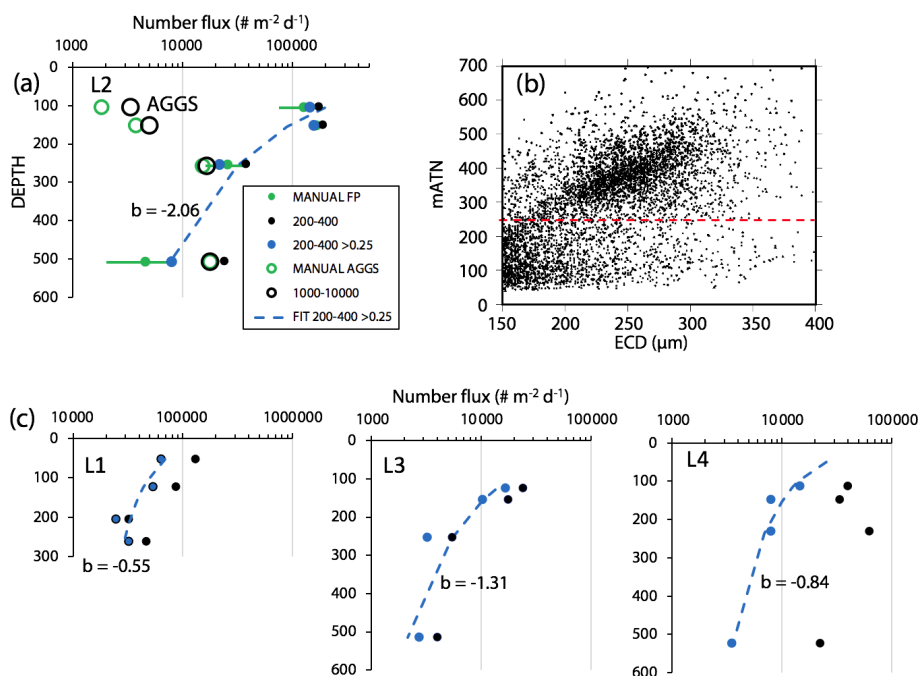 Number flux (# m⁻² d⁻¹)
1000 10000 100000
(a)
L2
AGGS
DEPTH
0
100
200
300
400
500
600
b = -2.06
MANUAL FP
200-400
200-400 >0.25
MANUAL AGGS
1000-10000
FIT 200-400 >0.25
(b)
mATN
700
600
500
400
300
200
100
0
150 200 250 300 350 400
ECD (µm)
(c)
Number flux (# m⁻² d⁻¹)
10000 100000 1000000
L1
0
100
200
300
b = -0.55
1000 10000 100000
L3
0
100
200
300
400
500
600
b = -1.31
1000 10000 100000
L4
0
100
200
300
400
500
600
b = -0.84